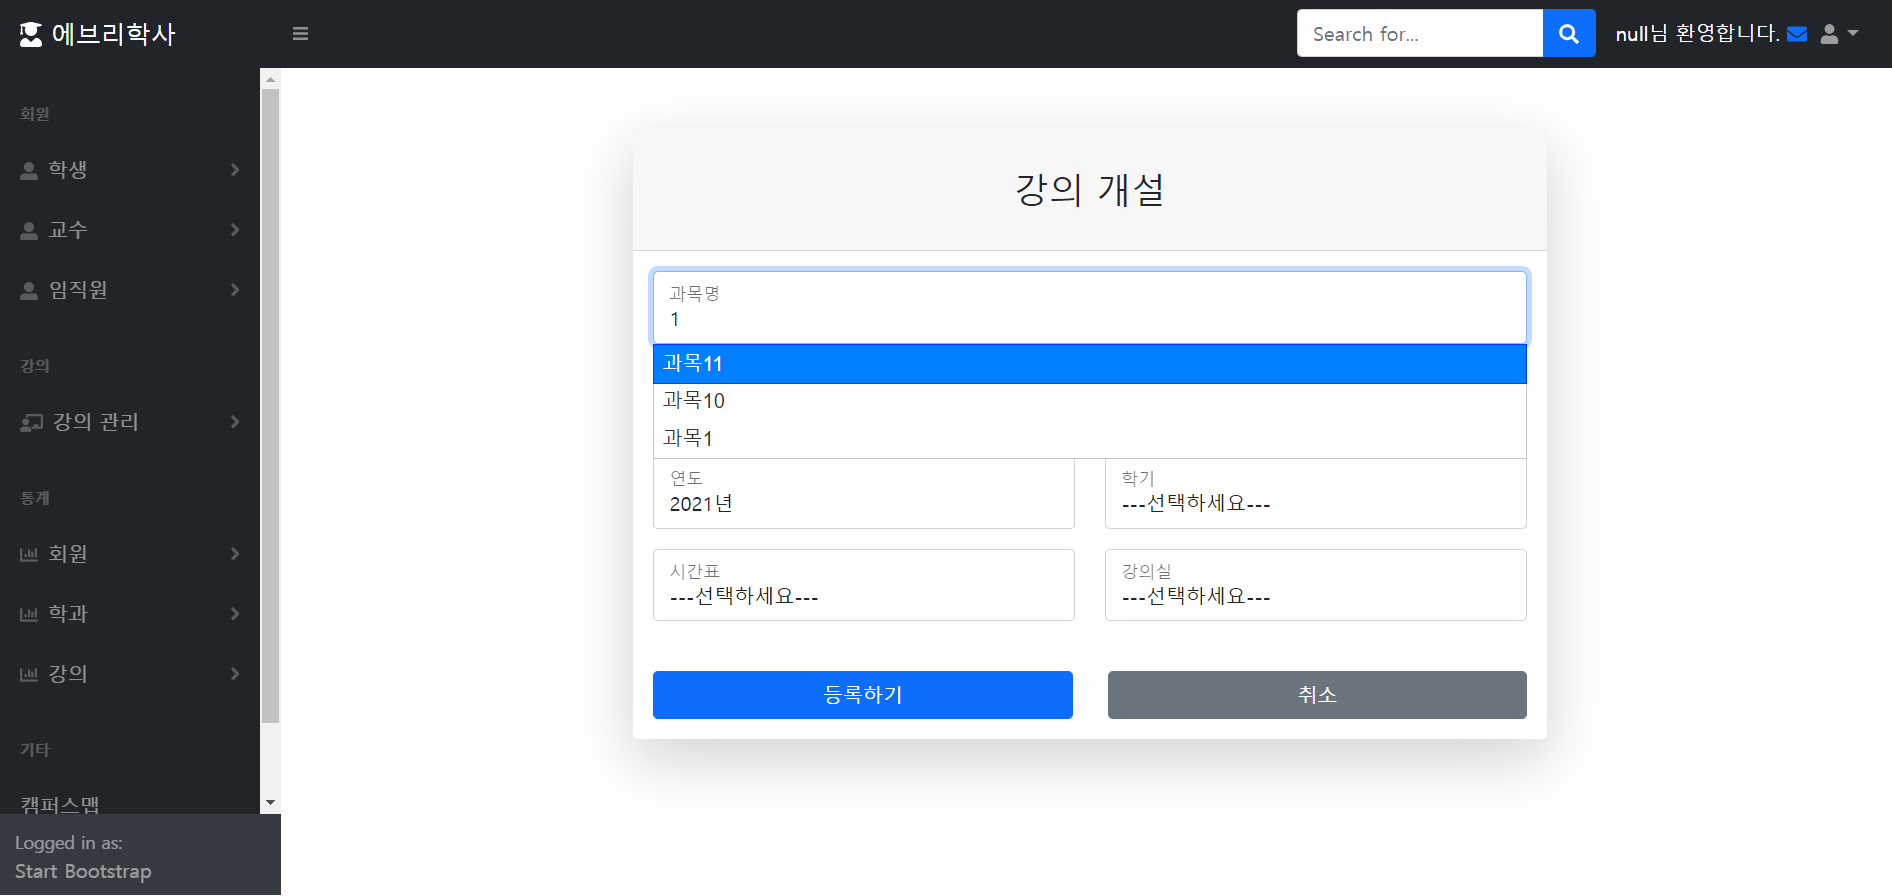 에브리학사
Search for...
null님 환영합니다.
회원
학생
교수
임직원
강의
강의 관리
통계
회원
학과
강의
기타
캠퍼스맵
Logged in as:
Start Bootstrap
강의 개설
과목명
1
과목11
과목10
과목1
연도
2021년
학기
---선택하세요---
시간표
---선택하세요---
강의실
---선택하세요---
등록하기
취소